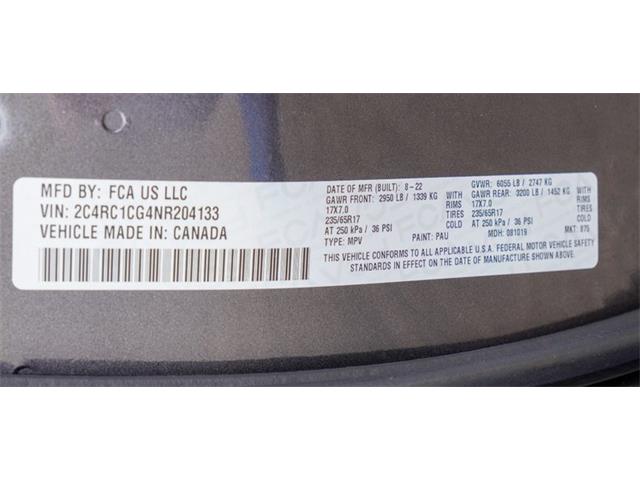 MFD BY: FCA US LLC
VIN: 2C4RC1CG4NR204133
VEHICLE MADE IN: CANADA
DATE OF MFR (BUILT): 8-22
GAWR FRONT: 2950 LB / 1339 KG
17X7.0
235/65R17
AT 250 kPa / 36 PSI
TYPE: MPV
PAINT: PAU
GVWR: 6055 LB / 2747 KG
GAWR REAR: 3200 LB / 1452 KG
RIMS 17X7.0 RIMS
TIRES 235/65R17 TIRES
COLD AT 250 kPa / 36 PSI COLD
MDH: 081019
MKT: 875
THIS VEHICLE CONFORMS TO ALL APPLICABLE U.S.A. FEDERAL MOTOR VEHICLE SAFETY
STANDARDS IN EFFECT ON THE DATE OF MANUFACTURE SHOWN ABOVE.